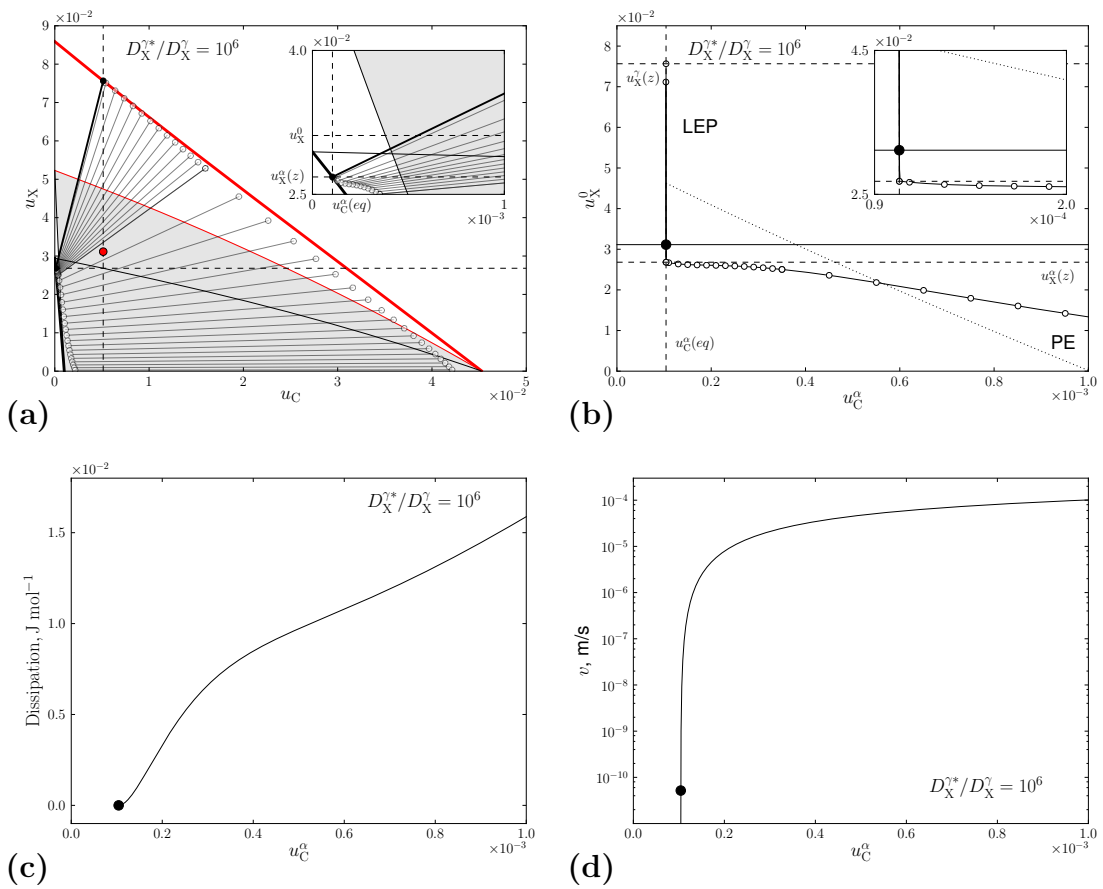 ×10⁻²
9
8
7
6
5
4
3
2
1
0
0 1 2 3 4 5
×10⁻²
u_X
u_C
D_X^{γ*}/D_X^γ = 10⁶
×10⁻²
4.0
u_X^0
u_X^α(z)
2.5
0 u_C^α(eq) 1
×10⁻³
(a)
×10⁻²
9
8
7
6
5
4
3
2
1
0
0.0 0.2 0.4 0.6 0.8 1.0
×10⁻³
u_X^0
u_C^α
D_X^{γ*}/D_X^γ = 10⁶
u_X^γ(z)
LEP
×10⁻²
4.5
2.5
0.9 2.0
×10⁻⁴
u_X^α(z)
u_C^α(eq)
PE
(b)
×10⁻²
D_X^{γ*}/D_X^γ = 10⁶
1.5
1.0
0.5
0.0
Dissipation, J mol⁻¹
0.0 0.2 0.4 0.6 0.8 1.0
×10⁻³
u_C^α
(c)
10⁻⁴
10⁻⁵
10⁻⁶
10⁻⁷
10⁻⁸
10⁻⁹
10⁻¹⁰
v, m/s
D_X^{γ*}/D_X^γ = 10⁶
0.0 0.2 0.4 0.6 0.8 1.0
×10⁻³
u_C^α
(d)